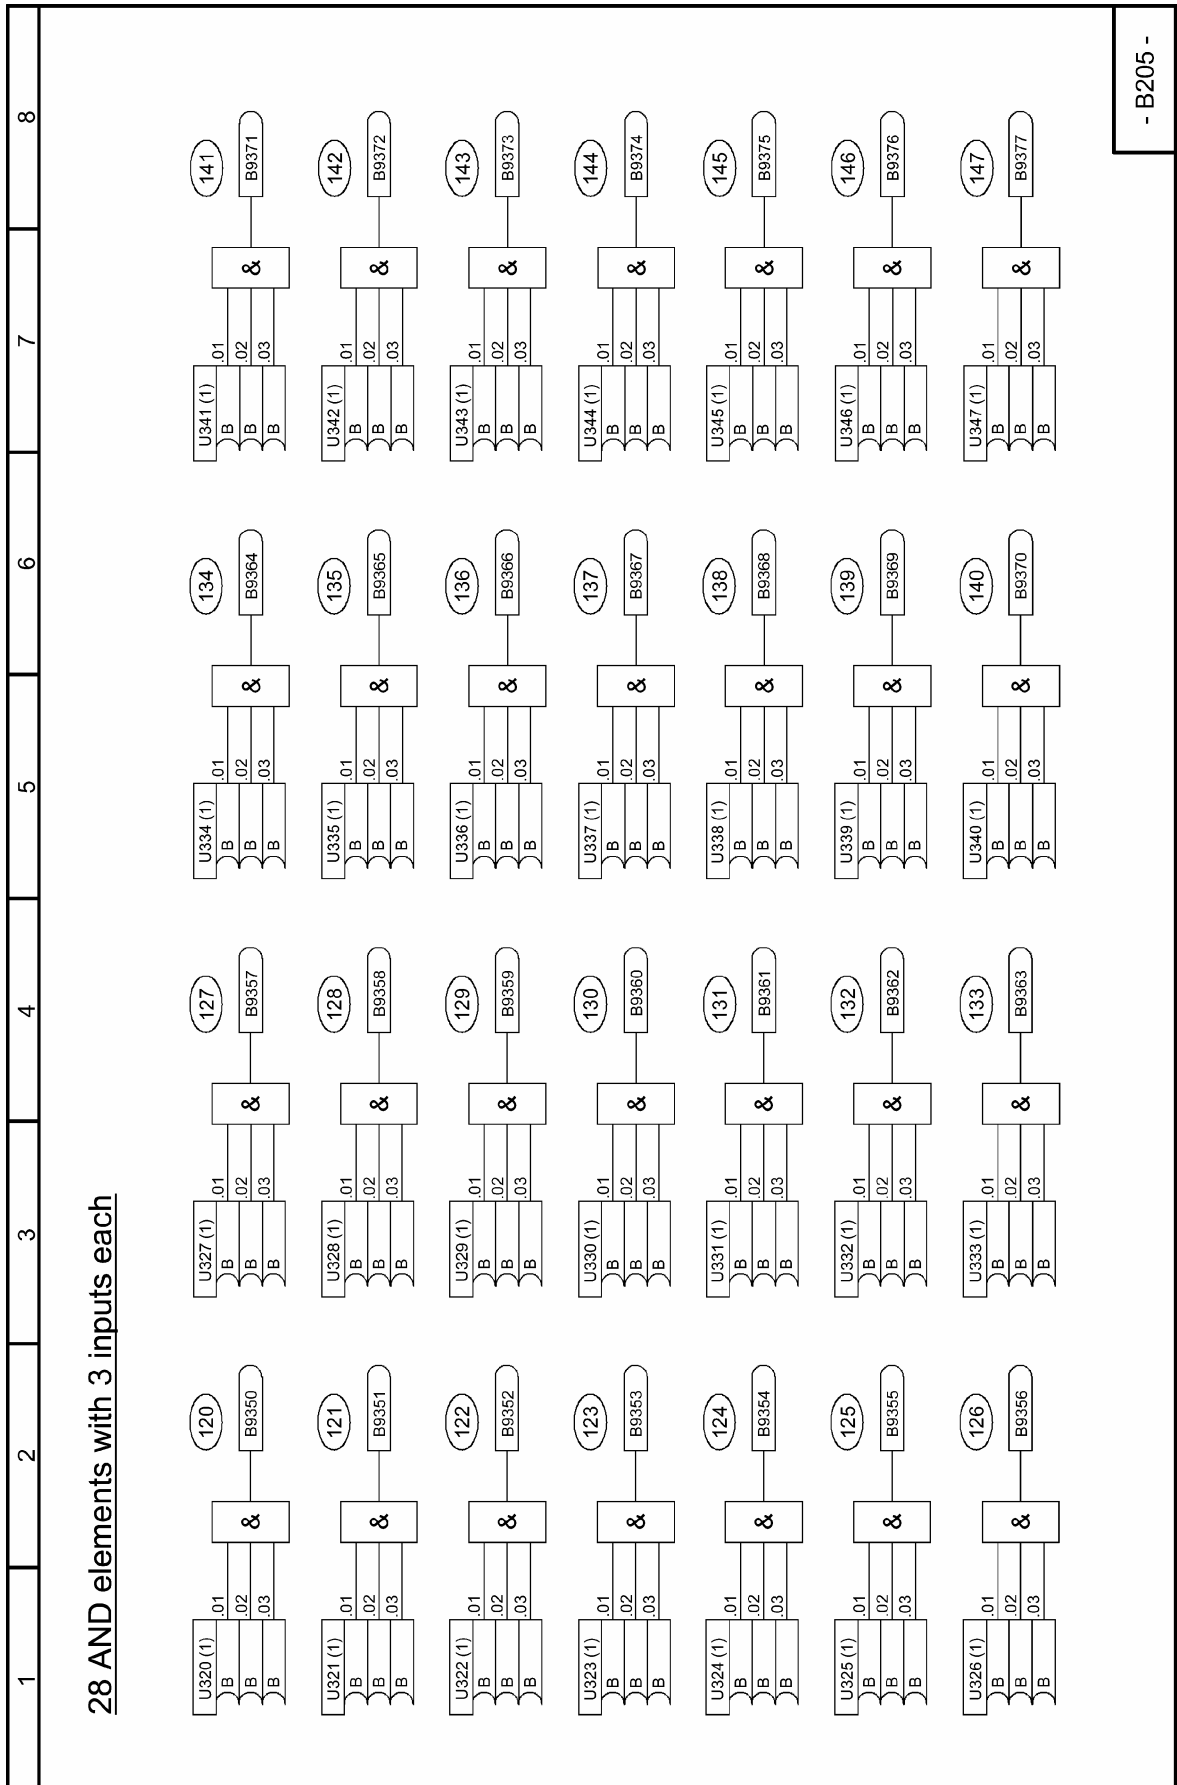 1 2 3 4 5 6 7 8
28 AND elements with 3 inputs each
U320 (1) B B B .01 .02 .03 & B9350 120
U327 (1) B B B .01 .02 .03 & B9357 127
U334 (1) B B B .01 .02 .03 & B9364 134
U341 (1) B B B .01 .02 .03 & B9371 141
U321 (1) B B B .01 .02 .03 & B9351 121
U328 (1) B B B .01 .02 .03 & B9358 128
U335 (1) B B B .01 .02 .03 & B9365 135
U342 (1) B B B .01 .02 .03 & B9372 142
U322 (1) B B B .01 .02 .03 & B9352 122
U329 (1) B B B .01 .02 .03 & B9359 129
U336 (1) B B B .01 .02 .03 & B9366 136
U343 (1) B B B .01 .02 .03 & B9373 143
U323 (1) B B B .01 .02 .03 & B9353 123
U330 (1) B B B .01 .02 .03 & B9360 130
U337 (1) B B B .01 .02 .03 & B9367 137
U344 (1) B B B .01 .02 .03 & B9374 144
U324 (1) B B B .01 .02 .03 & B9354 124
U331 (1) B B B .01 .02 .03 & B9361 131
U338 (1) B B B .01 .02 .03 & B9368 138
U345 (1) B B B .01 .02 .03 & B9375 145
U325 (1) B B B .01 .02 .03 & B9355 125
U332 (1) B B B .01 .02 .03 & B9362 132
U339 (1) B B B .01 .02 .03 & B9369 139
U346 (1) B B B .01 .02 .03 & B9376 146
U326 (1) B B B .01 .02 .03 & B9356 126
U333 (1) B B B .01 .02 .03 & B9363 133
U340 (1) B B B .01 .02 .03 & B9370 140
U347 (1) B B B .01 .02 .03 & B9377 147
- B205 -